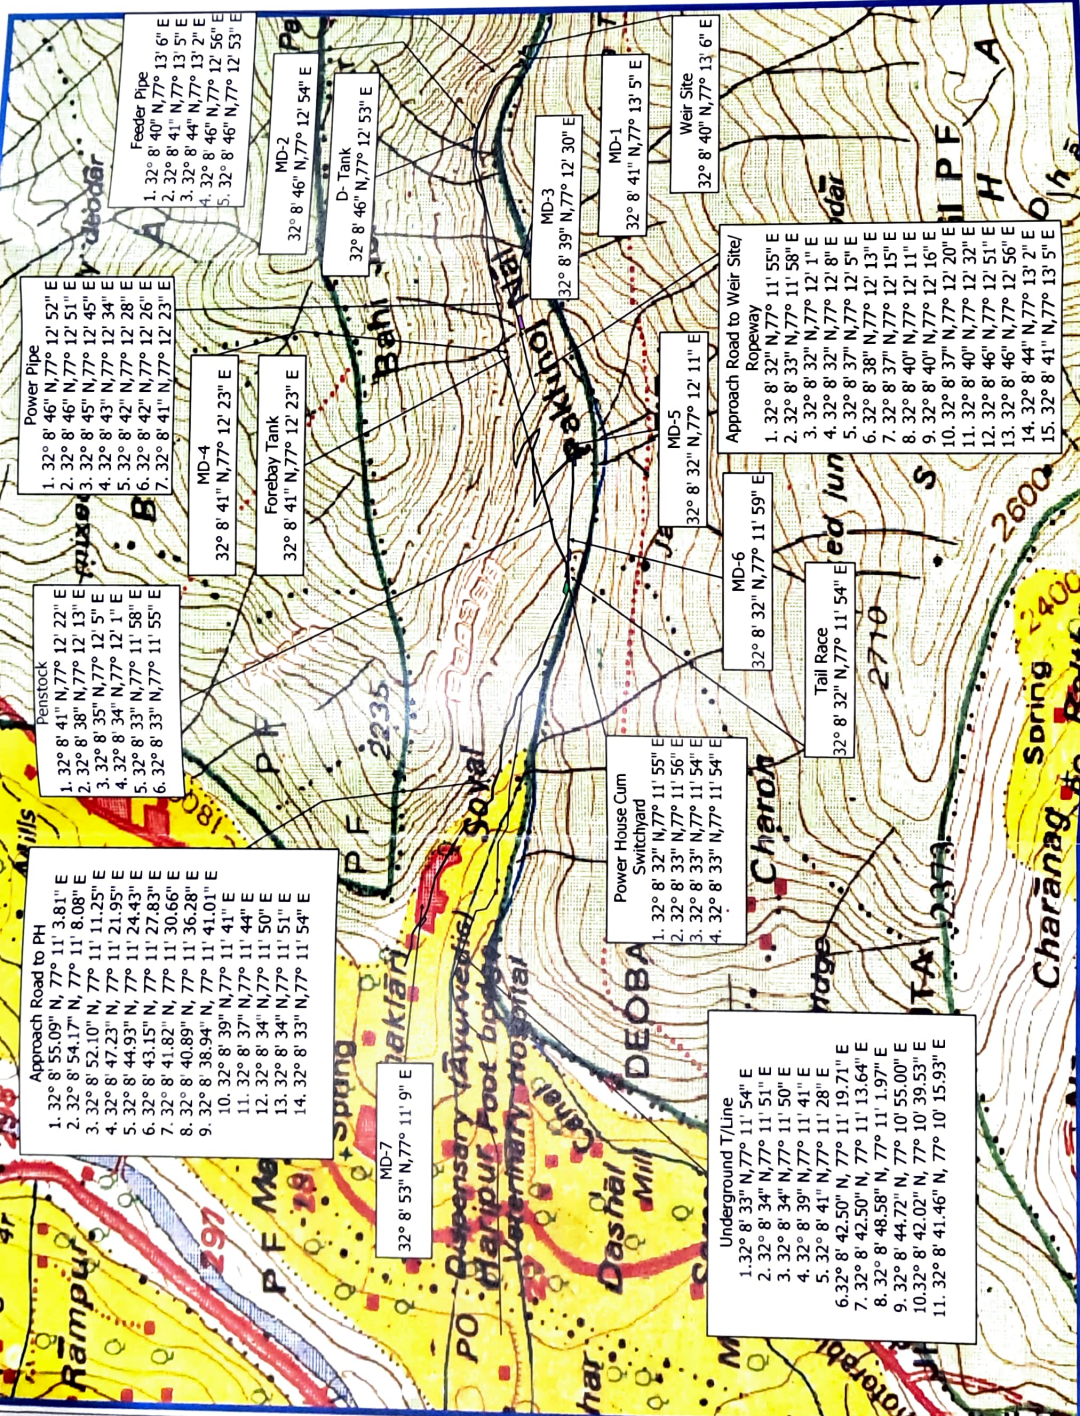 Feeder Pipe
1. 32° 8' 40" N,77° 13' 6" E
2. 32° 8' 41" N,77° 13' 5" E
3. 32° 8' 44" N,77° 13' 2" E
4. 32° 8' 46" N,77° 12' 56" E
5. 32° 8' 46" N,77° 12' 53" E
MD-2
32° 8' 46" N,77° 12' 54" E
D- Tank
32° 8' 46" N,77° 12' 53" E
MD-3
32° 8' 39" N,77° 12' 30" E
MD-1
32° 8' 41" N,77° 13' 5" E
Weir Site
32° 8' 40" N,77° 13' 6" E
Power Pipe
1. 32° 8' 46" N,77° 12' 52" E
2. 32° 8' 46" N,77° 12' 51" E
3. 32° 8' 45" N,77° 12' 45" E
4. 32° 8' 43" N,77° 12' 34" E
5. 32° 8' 42" N,77° 12' 28" E
6. 32° 8' 42" N,77° 12' 26" E
7. 32° 8' 41" N,77° 12' 23" E
MD-4
32° 8' 41" N,77° 12' 23" E
Forebay Tank
32° 8' 41" N,77° 12' 23" E
MD-5
32° 8' 32" N,77° 12' 11" E
Approach Road to Weir Site/
Ropeway
1. 32° 8' 32" N,77° 11' 55" E
2. 32° 8' 33" N,77° 11' 58" E
3. 32° 8' 32" N,77° 12' 1" E
4. 32° 8' 32" N,77° 12' 8" E
5. 32° 8' 37" N,77° 12' 5" E
6. 32° 8' 38" N,77° 12' 13" E
7. 32° 8' 37" N,77° 12' 15" E
8. 32° 8' 40" N,77° 12' 11" E
9. 32° 8' 40" N,77° 12' 16" E
10. 32° 8' 37" N,77° 12' 20" E
11. 32° 8' 40" N,77° 12' 32" E
12. 32° 8' 46" N,77° 12' 51" E
13. 32° 8' 46" N,77° 12' 56" E
14. 32° 8' 44" N,77° 13' 2" E
15. 32° 8' 41" N,77° 13' 5" E
Penstock
1. 32° 8' 41" N,77° 12' 22" E
2. 32° 8' 38" N,77° 12' 13" E
3. 32° 8' 35" N,77° 12' 5" E
4. 32° 8' 34" N,77° 12' 1" E
5. 32° 8' 33" N,77° 11' 58" E
6. 32° 8' 33" N,77° 11' 55" E
MD-6
32° 8' 32" N,77° 11' 59" E
Tail Race
32° 8' 32" N,77° 11' 54" E
Power House Cum
Switchyard
1. 32° 8' 32" N,77° 11' 55" E
2. 32° 8' 33" N,77° 11' 56" E
3. 32° 8' 33" N,77° 11' 54" E
4. 32° 8' 33" N,77° 11' 54" E
Approach Road to PH
1. 32° 8' 55.09" N, 77° 11' 3.81" E
2. 32° 8' 54.17" N, 77° 11' 8.08" E
3. 32° 8' 52.10" N, 77° 11' 11.25" E
4. 32° 8' 47.23" N, 77° 11' 21.95" E
5. 32° 8' 44.93" N, 77° 11' 24.43" E
6. 32° 8' 43.15" N, 77° 11' 27.83" E
7. 32° 8' 41.82" N, 77° 11' 30.66" E
8. 32° 8' 40.89" N, 77° 11' 36.28" E
9. 32° 8' 38.94" N, 77° 11' 41.01" E
10. 32° 8' 39" N,77° 11' 41" E
11. 32° 8' 37" N,77° 11' 44" E
12. 32° 8' 34" N,77° 11' 50" E
13. 32° 8' 34" N,77° 11' 51" E
14. 32° 8' 33" N,77° 11' 54" E
MD-7
32° 8' 53" N,77° 11' 9" E
Underground T/Line
1.32° 8' 33" N,77° 11' 54" E
2. 32° 8' 34" N,77° 11' 51" E
3. 32° 8' 34" N,77° 11' 50" E
4. 32° 8' 39" N,77° 11' 41" E
5. 32° 8' 41" N,77° 11' 28" E
6.32° 8' 42.50" N, 77° 11' 19.71" E
7. 32° 8' 42.50" N, 77° 11' 13.64" E
8. 32° 8' 48.58" N, 77° 11' 1.97" E
9. 32° 8' 44.72" N, 77° 10' 55.00" E
10.32° 8' 42.02" N, 77° 10' 39.53" E
11. 32° 8' 41.46" N, 77° 10' 15.93" E
Rāmpur
297
P F
Spring
P F
P F
2235
Soyal
PO Dispensary (Ayurvedic)
Haripur Foot bridge
Veterinary Hospital
Canal
Dashāl
Mill
29
DEOBA
Charon
2373
Charānag
Spring
2400
2600
2710
Bāhl
Nāl
P F
H A
S